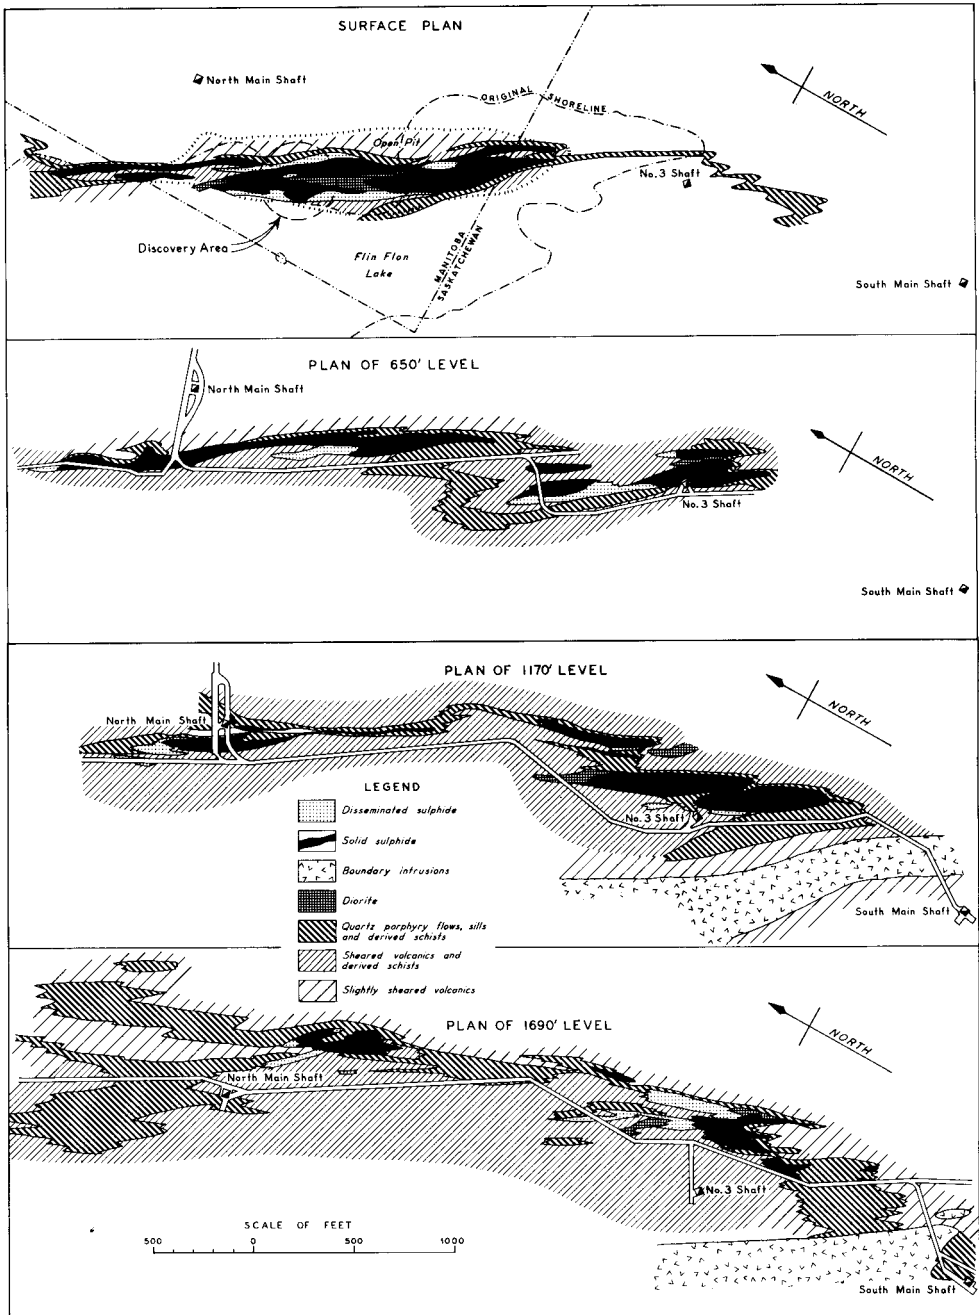 SURFACE PLAN
North Main Shaft
ORIGINAL SHORELINE
NORTH
Open Pit
No. 3 Shaft
Discovery Area
Flin Flon
Lake
MANITOBA
SASKATCHEWAN
South Main Shaft
PLAN OF 650' LEVEL
North Main Shaft
NORTH
No. 3 Shaft
South Main Shaft
PLAN OF 1170' LEVEL
North Main Shaft
NORTH
No. 3 Shaft
South Main Shaft
LEGEND
Disseminated sulphide
Solid sulphide
Boundary intrusions
Diorite
Quartz porphyry flows, sills
and derived schists
Sheared volcanics and
derived schists
Slightly sheared volcanics
PLAN OF 1690' LEVEL
NORTH
North Main Shaft
No. 3 Shaft
SCALE OF FEET
500 0 500 1000
South Main Shaft